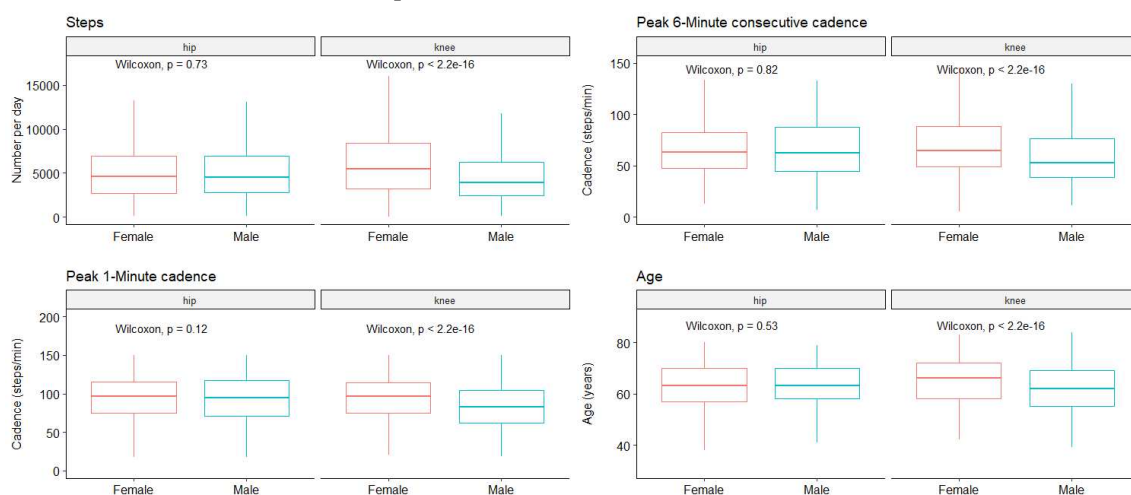 Steps
hip
knee
Wilcoxon, p = 0.73
Wilcoxon, p < 2.2e-16
Number per day
15000
10000
5000
0
Female
Male
Female
Male
Peak 6-Minute consecutive cadence
hip
knee
Wilcoxon, p = 0.82
Wilcoxon, p < 2.2e-16
Cadence (steps/min)
150
100
50
0
Female
Male
Female
Male
Peak 1-Minute cadence
hip
knee
Wilcoxon, p = 0.12
Wilcoxon, p < 2.2e-16
Cadence (steps/min)
200
150
100
50
0
Female
Male
Female
Male
Age
hip
knee
Wilcoxon, p = 0.53
Wilcoxon, p < 2.2e-16
Age (years)
80
60
40
Female
Male
Female
Male